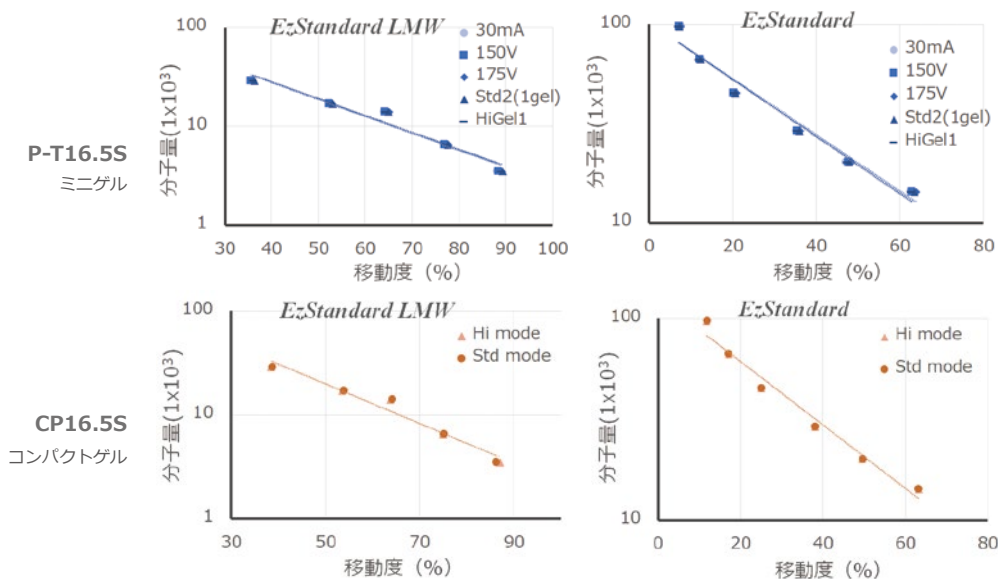 P-T16.5S
ミニゲル
EzStandard LMW
100
10
1
分子量(1x10³)
30 40 50 60 70 80 90 100
移動度（%）
30mA
150V
175V
Std2(1gel)
HiGel1
EzStandard
100
10
分子量(1x10³)
0 20 40 60 80
移動度（%）
30mA
150V
175V
Std2(1gel)
HiGel1
CP16.5S
コンパクトゲル
EzStandard LMW
100
10
1
分子量(1x10³)
30 50 70 90
移動度（%）
Hi mode
Std mode
EzStandard
100
10
分子量(1x10³)
0 20 40 60 80
移動度（%）
Hi mode
Std mode